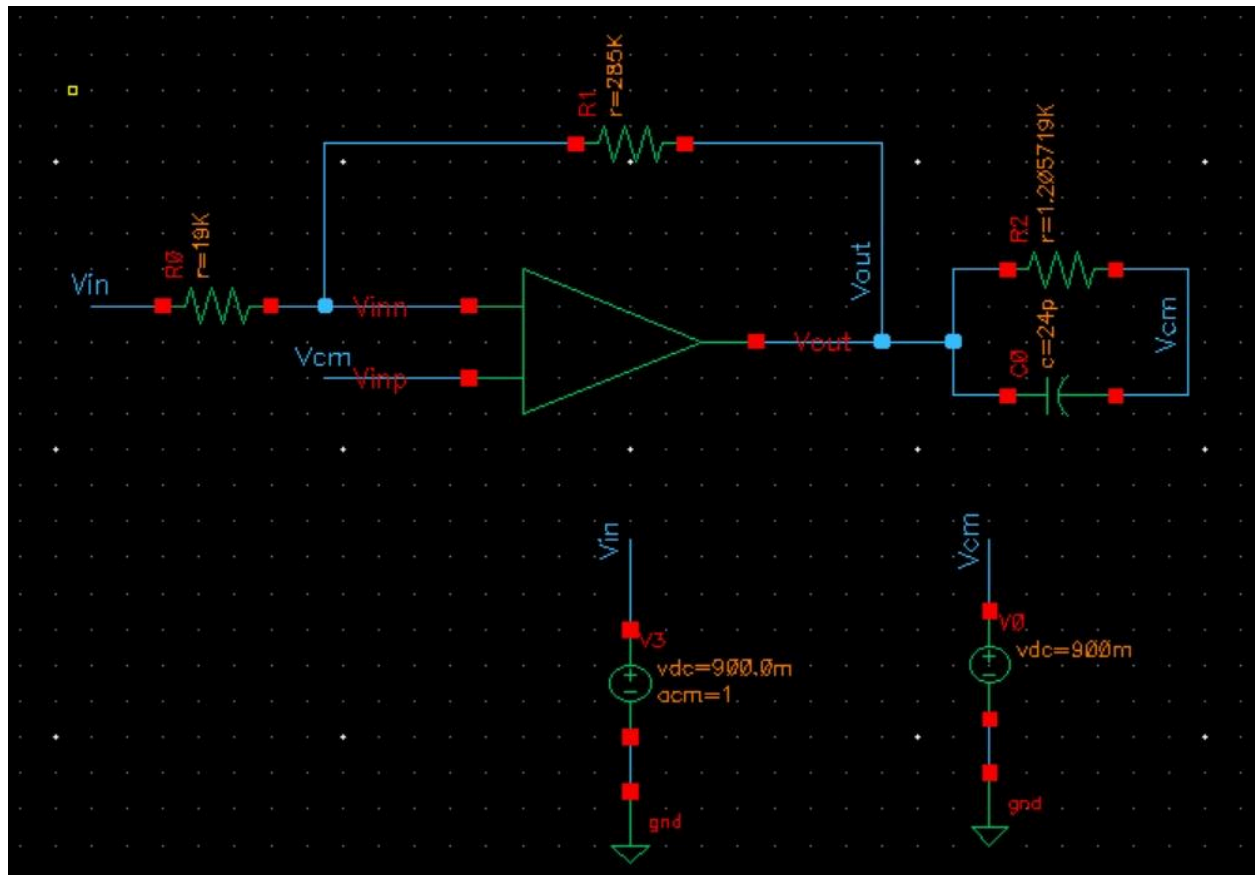 R1
r=285K
R0
r=19K
Vin
Vinn
Vcm
Vinp
Vout
Vout
R2
r=1.205719K
C0
c=24p
Vcm
Vin
V3
vdc=900.0m
acm=1
gnd
Vcm
V0
vdc=900m
gnd